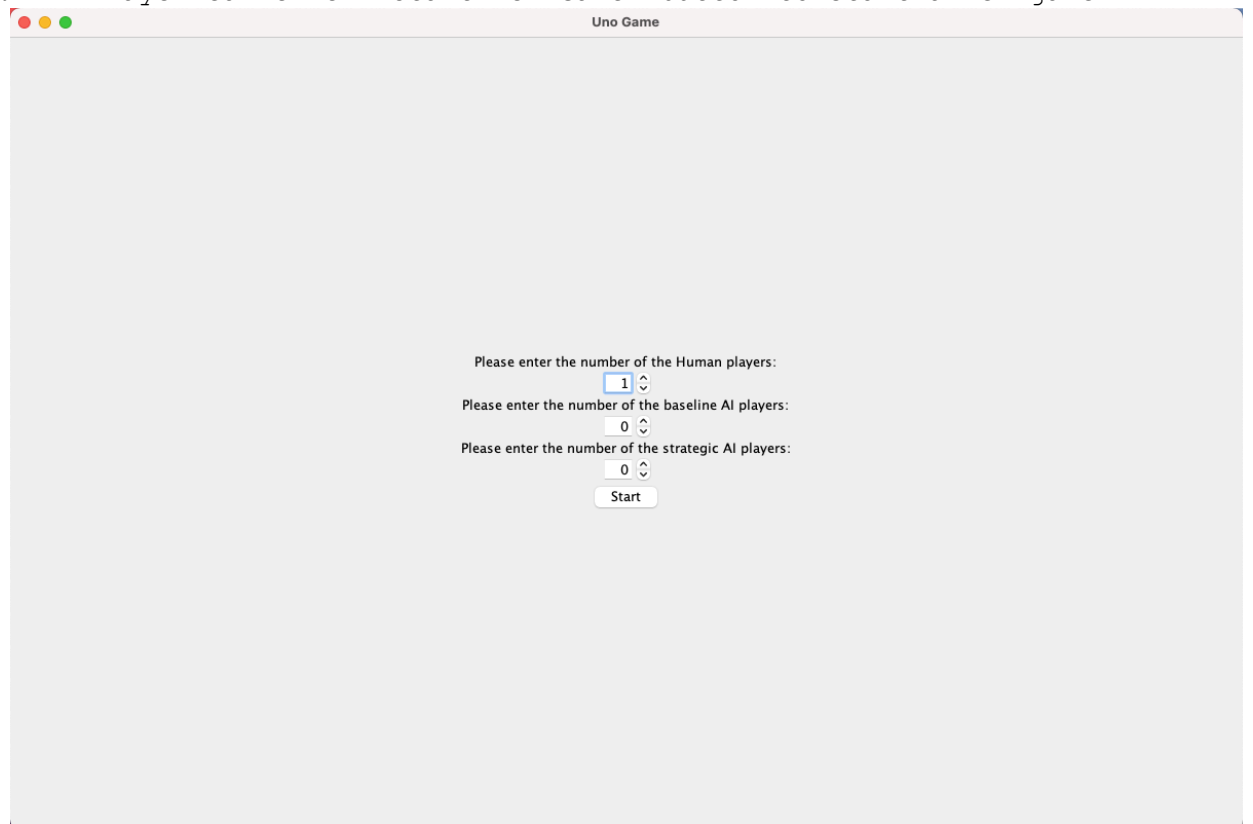 Uno Game
Please enter the number of the Human players:
1
Please enter the number of the baseline AI players:
0
Please enter the number of the strategic AI players:
0
Start